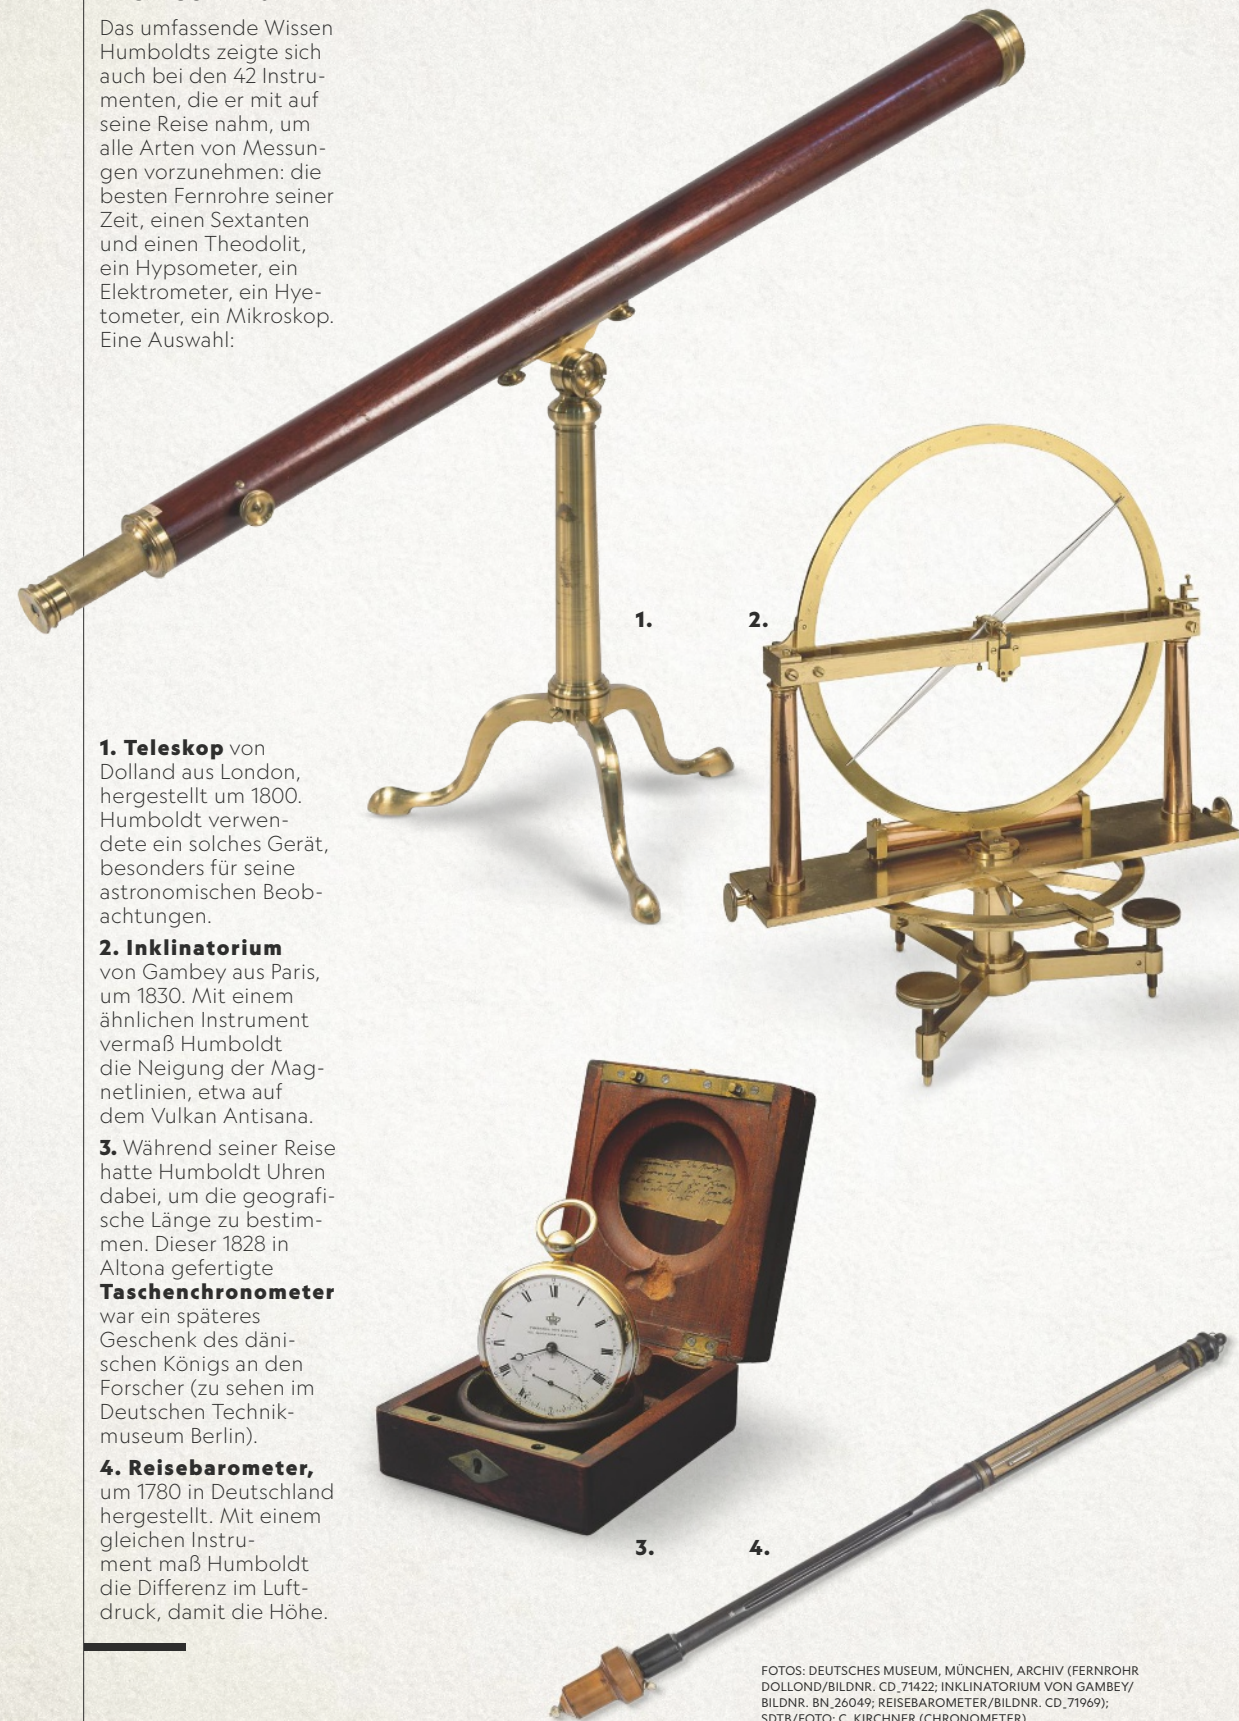 Das umfassende Wissen
Humboldts zeigte sich
auch bei den 42 Instru-
menten, die er mit auf
seine Reise nahm, um
alle Arten von Messun-
gen vorzunehmen: die
besten Fernrohre seiner
Zeit, einen Sextanten
und einen Theodolit,
ein Hypsometer, ein
Elektrometer, ein Hye-
tometer, ein Mikroskop.
Eine Auswahl:
1.
2.
1. Teleskop von
Dolland aus London,
hergestellt um 1800.
Humboldt verwen-
dete ein solches Gerät,
besonders für seine
astronomischen Beob-
achtungen.
2. Inklinatorium
von Gambey aus Paris,
um 1830. Mit einem
ähnlichen Instrument
vermaß Humboldt
die Neigung der Mag-
netlinien, etwa auf
dem Vulkan Antisana.
3. Während seiner Reise
hatte Humboldt Uhren
dabei, um die geografi-
sche Länge zu bestim-
men. Dieser 1828 in
Altona gefertigte
Taschenchronometer
war ein späteres
Geschenk des däni-
schen Königs an den
Forscher (zu sehen im
Deutschen Technik-
museum Berlin).
4. Reisebarometer,
um 1780 in Deutschland
hergestellt. Mit einem
gleichen Instru-
ment maß Humboldt
die Differenz im Luft-
druck, damit die Höhe.
3.
4.
FOTOS: DEUTSCHES MUSEUM, MÜNCHEN, ARCHIV (FERNROHR
DOLLOND/BILDNR. CD_71422; INKLINATORIUM VON GAMBEY/
BILDNR. BN_26049; REISEBAROMETER/BILDNR. CD_71969);
SDTB/FOTO: C. KIRCHNER (CHRONOMETER)